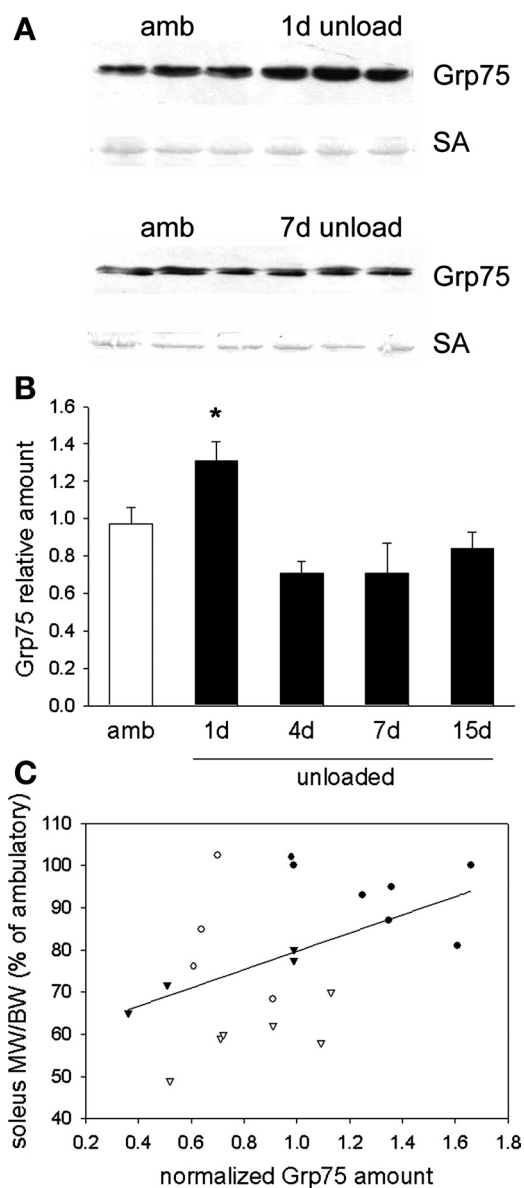 A
amb 1d unload
Grp75
SA
amb 7d unload
Grp75
SA
B
1.6
1.4
1.2
1.0
0.8
0.6
0.4
0.2
0.0
Grp75 relative amount
*
amb 1d 4d 7d 15d
unloaded
C
110
100
90
80
70
60
50
40
soleus MW/BW (% of ambulatory)
0.2 0.4 0.6 0.8 1.0 1.2 1.4 1.6 1.8
normalized Grp75 amount